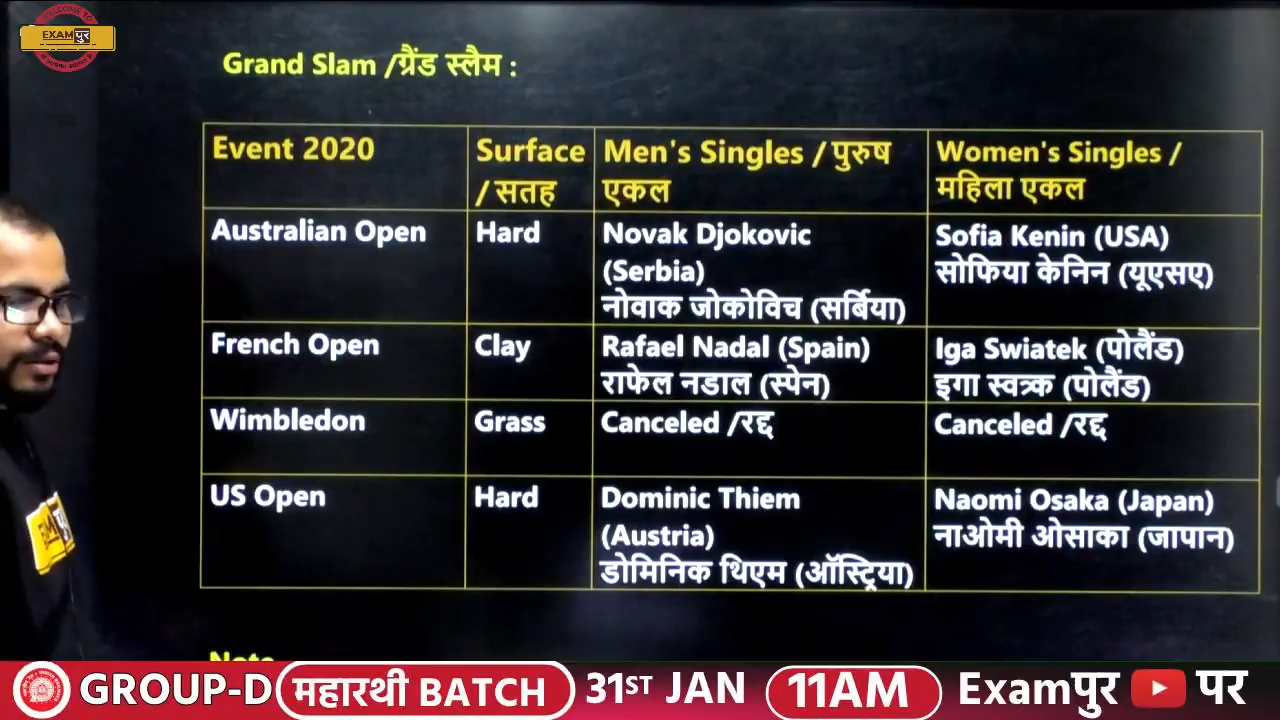 WELCOME TO
EXAMपुर
Grand Slam /ग्रैंड स्लैम :
Event 2020
Surface
/ सतह
Men's Singles / पुरुष
एकल
Women's Singles /
महिला एकल
Australian Open
Hard
Novak Djokovic
(Serbia)
नोवाक जोकोविच (सर्बिया)
Sofia Kenin (USA)
सोफिया केनिन (यूएसए)
French Open
Clay
Rafael Nadal (Spain)
राफेल नडाल (स्पेन)
Iga Swiatek (पोलैंड)
इगा स्वत्र्क (पोलैंड)
Wimbledon
Grass
Canceled /रद्द
Canceled /रद्द
US Open
Hard
Dominic Thiem
(Austria)
डोमिनिक थिएम (ऑस्ट्रिया)
Naomi Osaka (Japan)
नाओमी ओसाका (जापान)
Note
GROUP-D महारथी BATCH 31ST JAN 11AM Examपुर पर